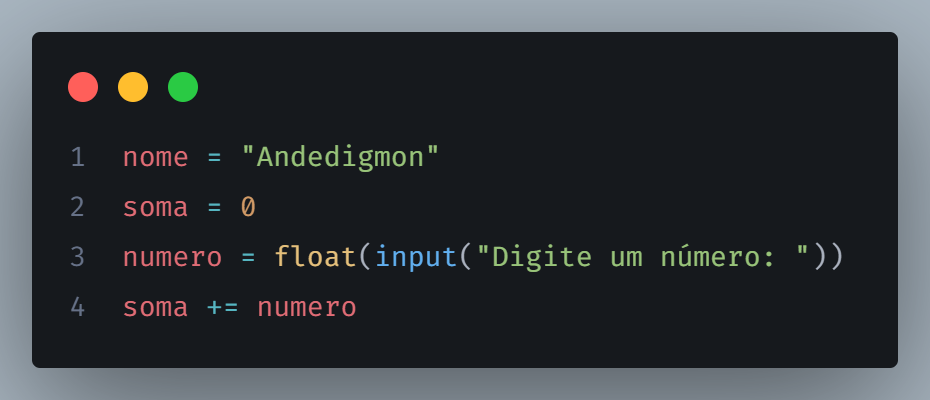 1 nome = "Andedigmon"
2 soma = 0
3 numero = float(input("Digite um número: "))
4 soma += numero